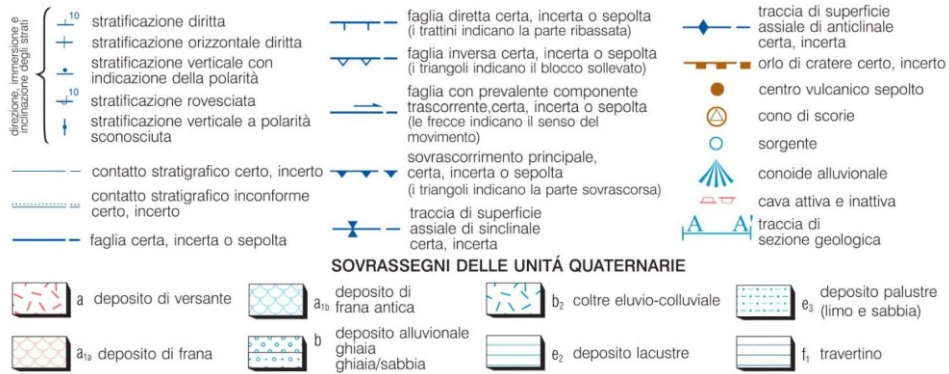 direzione, immersione e
inclinazione degli strati
10
stratificazione diritta
stratificazione orizzontale diritta
stratificazione verticale con
indicazione della polarità
10
stratificazione rovesciata
stratificazione verticale a polarità
sconosciuta
contatto stratigrafico certo, incerto
contatto stratigrafico inconforme
certo, incerto
faglia certa, incerta o sepolta
faglia diretta certa, incerta o sepolta
(i trattini indicano la parte ribassata)
faglia inversa certa, incerta o sepolta
(i triangoli indicano il blocco sollevato)
faglia con prevalente componente
trascorrente,certa, incerta o sepolta
(le frecce indicano il senso del
movimento)
sovrascorrimento principale,
certa, incerta o sepolta
(i triangoli indicano la parte sovrascorsa)
traccia di superficie
assiale di sinclinale
certa, incerta
traccia di superficie
assiale di anticlinale
certa, incerta
orlo di cratere certo, incerto
centro vulcanico sepolto
cono di scorie
sorgente
conoide alluvionale
cava attiva e inattiva
A A'
traccia di
sezione geologica
SOVRASSEGNI DELLE UNITÁ QUATERNARIE
a deposito di versante
a1b deposito di
frana antica
b2 coltre eluvio-colluviale
e3 deposito palustre
(limo e sabbia)
a1a deposito di frana
b deposito alluvionale
ghiaia
ghiaia/sabbia
e2 deposito lacustre
f1 travertino